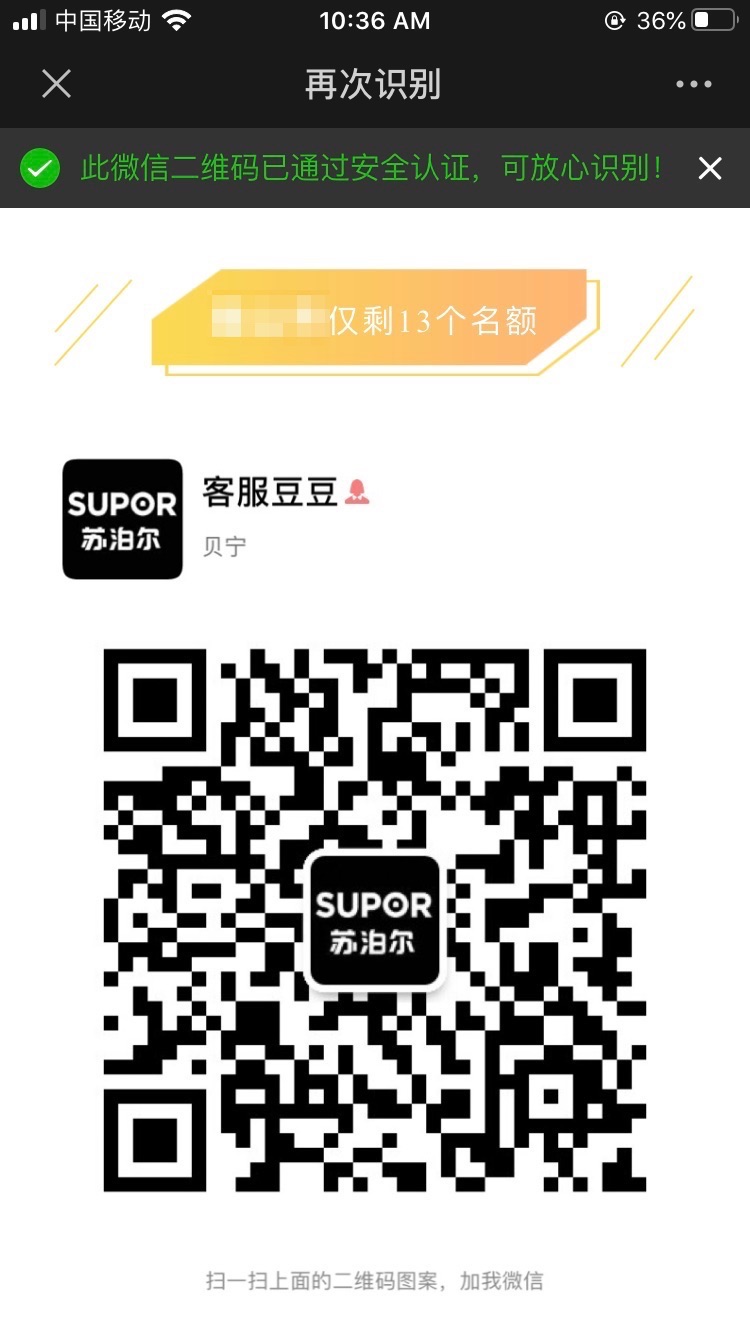 中国移动
10:36 AM
36%
再次识别
此微信二维码已通过安全认证，可放心识别！
仅剩13个名额
SUPOR
苏泊尔
客服豆豆
贝宁
SUPOR
苏泊尔
扫一扫上面的二维码图案，加我微信